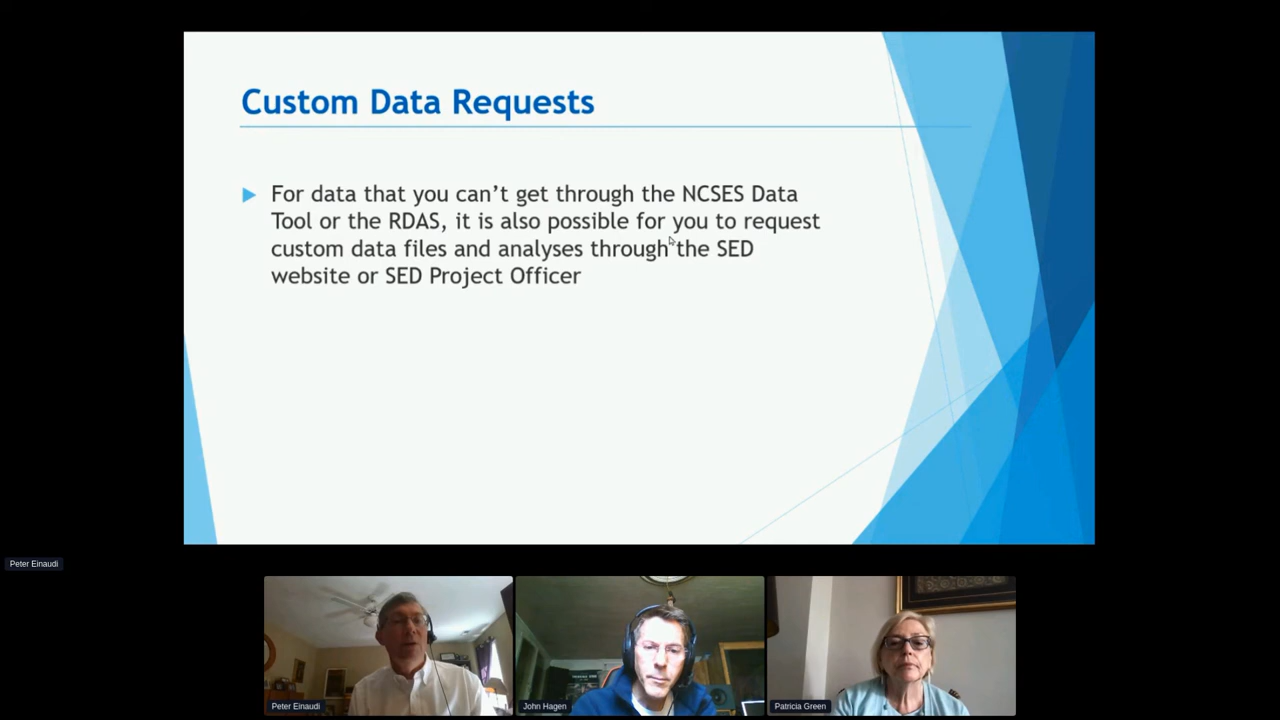 Custom Data Requests
For data that you can’t get through the NCSES Data
Tool or the RDAS, it is also possible for you to request
custom data files and analyses through the SED
website or SED Project Officer
Peter Einaudi
Peter Einaudi
John Hagen
Patricia Green